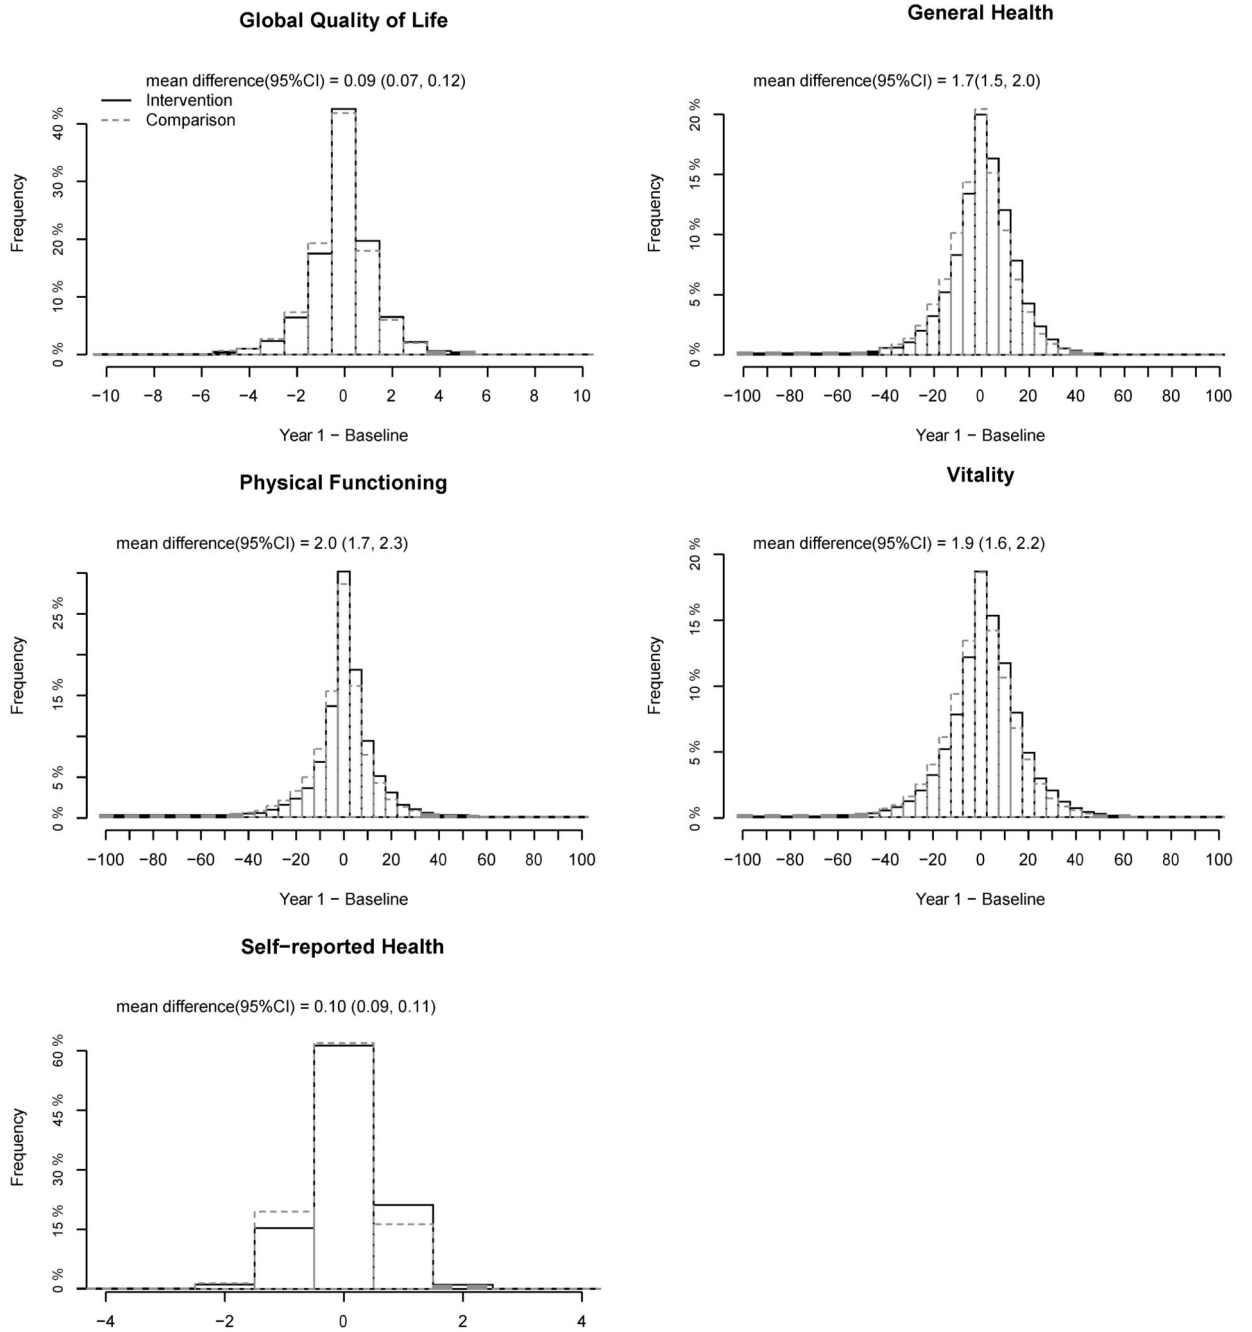 Global Quality of Life
mean difference(95%CI) = 0.09 (0.07, 0.12)
Intervention
Comparison
Frequency
0 %
10 %
20 %
30 %
40 %
−10 −8 −6 −4 −2 0 2 4 6 8 10
Year 1 − Baseline
General Health
mean difference(95%CI) = 1.7(1.5, 2.0)
Frequency
0 %
5 %
10 %
15 %
20 %
−100 −80 −60 −40 −20 0 20 40 60 80 100
Year 1 − Baseline
Physical Functioning
mean difference(95%CI) = 2.0 (1.7, 2.3)
Frequency
0 %
5 %
15 %
25 %
−100 −80 −60 −40 −20 0 20 40 60 80 100
Year 1 − Baseline
Vitality
mean difference(95%CI) = 1.9 (1.6, 2.2)
Frequency
0 %
5 %
10 %
15 %
20 %
−100 −80 −60 −40 −20 0 20 40 60 80 100
Year 1 − Baseline
Self−reported Health
mean difference(95%CI) = 0.10 (0.09, 0.11)
Frequency
0 %
15 %
30 %
45 %
60 %
−4 −2 0 2 4